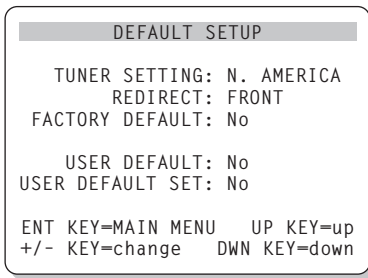 DEFAULT SETUP
TUNER SETTING: N. AMERICA
REDIRECT: FRONT
FACTORY DEFAULT: No
USER DEFAULT: No
USER DEFAULT SET: No
ENT KEY=MAIN MENU UP KEY=up
+/- KEY=change DWN KEY=down